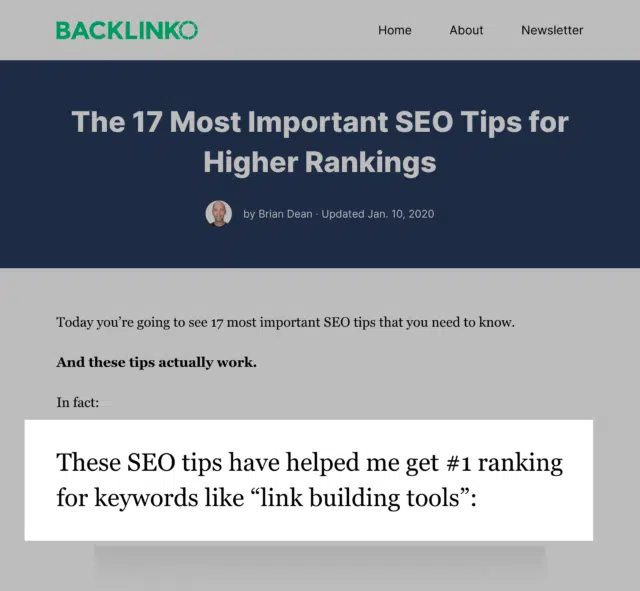 BACKLINKO
Home About Newsletter
The 17 Most Important SEO Tips for
Higher Rankings
by Brian Dean · Updated Jan. 10, 2020
Today you’re going to see 17 most important SEO tips that you need to know.
And these tips actually work.
In fact:
These SEO tips have helped me get #1 ranking
for keywords like “link building tools”: